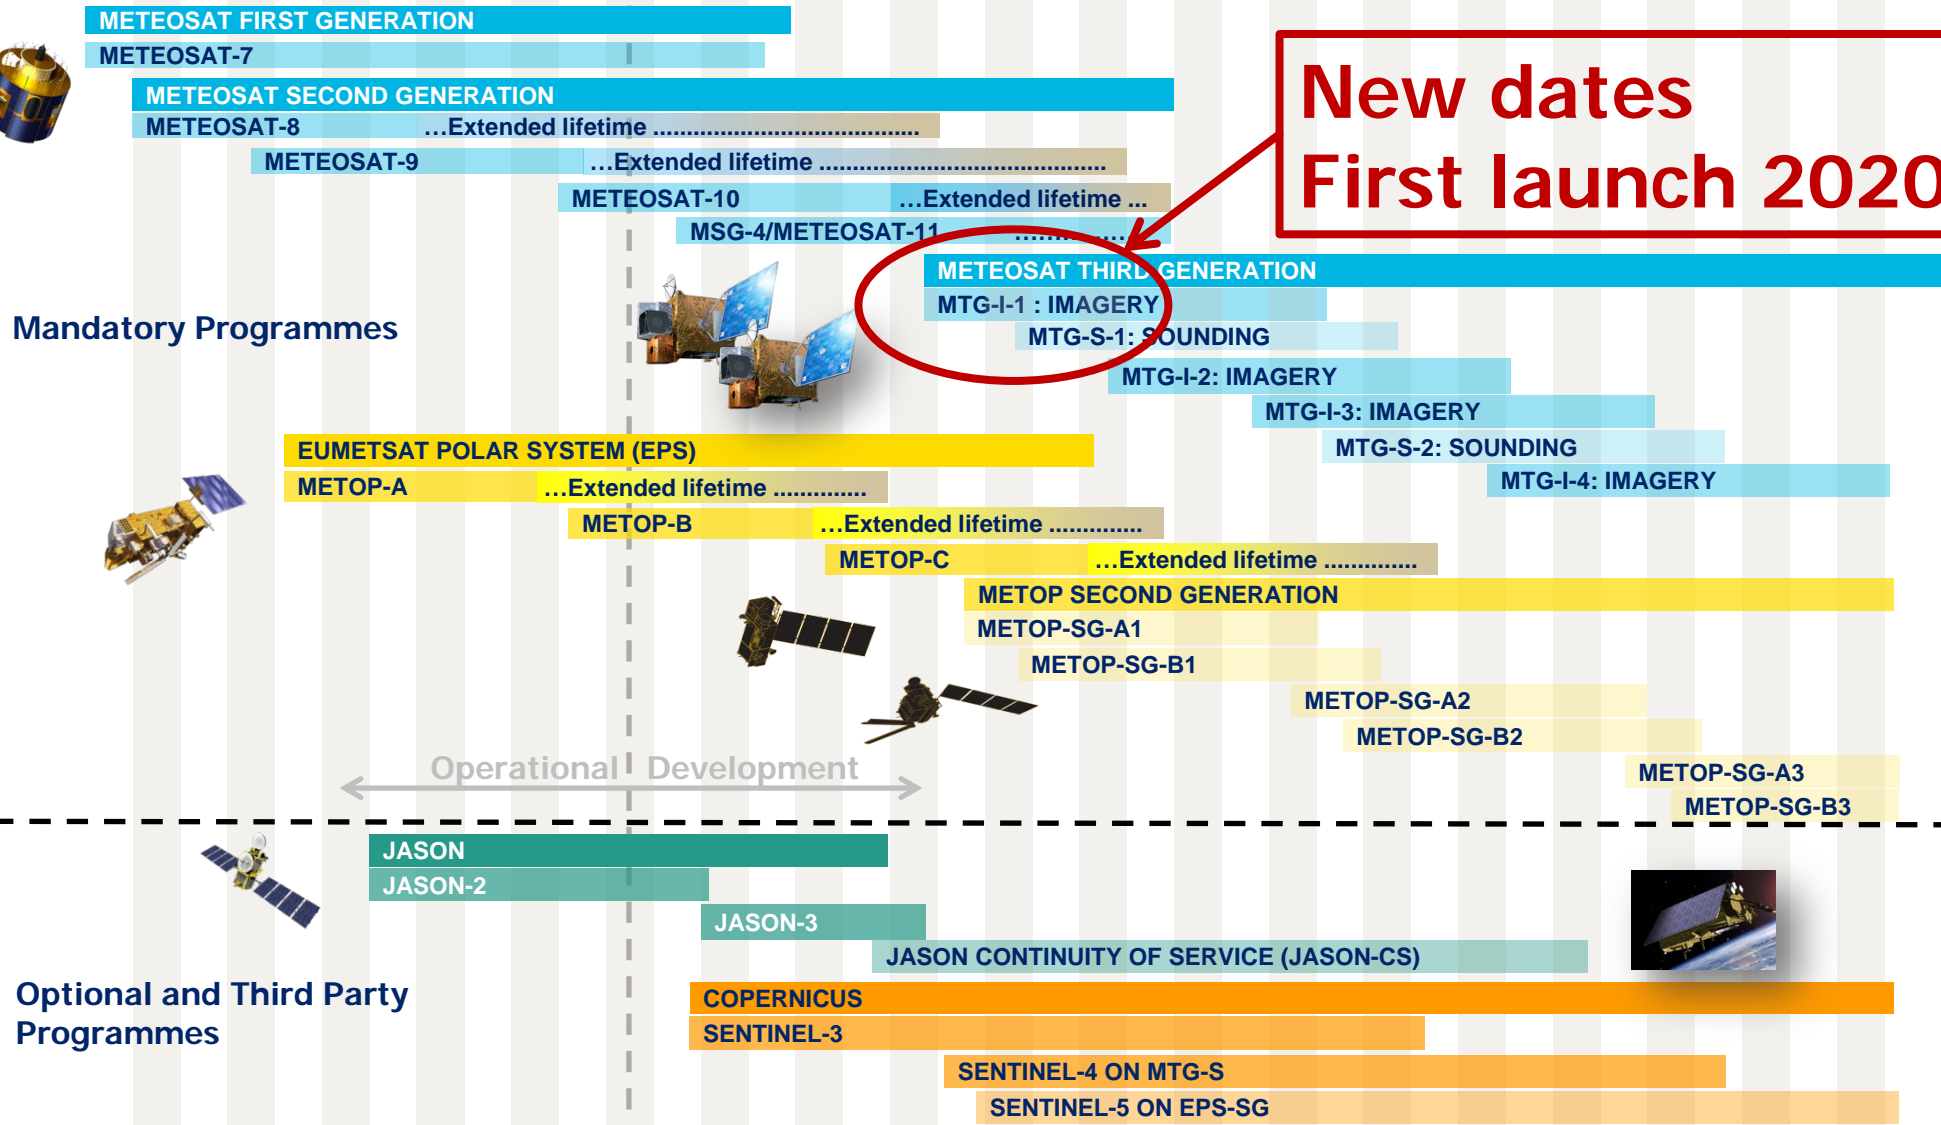 METEOSAT FIRST GENERATION
METEOSAT-7
METEOSAT SECOND GENERATION
METEOSAT-8 …Extended lifetime .......................................
METEOSAT-9 …Extended lifetime ..........................................
METEOSAT-10 …Extended lifetime ...
MSG-4/METEOSAT-11 ………………
New dates
First launch 2020
METEOSAT THIRD GENERATION
MTG-I-1 : IMAGERY
MTG-S-1: SOUNDING
Mandatory Programmes
MTG-I-2: IMAGERY
MTG-I-3: IMAGERY
MTG-S-2: SOUNDING
MTG-I-4: IMAGERY
EUMETSAT POLAR SYSTEM (EPS)
METOP-A …Extended lifetime ..............
METOP-B …Extended lifetime ..............
METOP-C …Extended lifetime ..............
METOP SECOND GENERATION
METOP-SG-A1
METOP-SG-B1
METOP-SG-A2
METOP-SG-B2
METOP-SG-A3
METOP-SG-B3
Operational Development
JASON
JASON-2
JASON-3
JASON CONTINUITY OF SERVICE (JASON-CS)
Optional and Third Party
Programmes
COPERNICUS
SENTINEL-3
SENTINEL-4 ON MTG-S
SENTINEL-5 ON EPS-SG